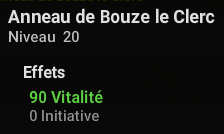 Anneau de Bouze le Clerc
Niveau 20
Effets
90 Vitalité
0 Initiative